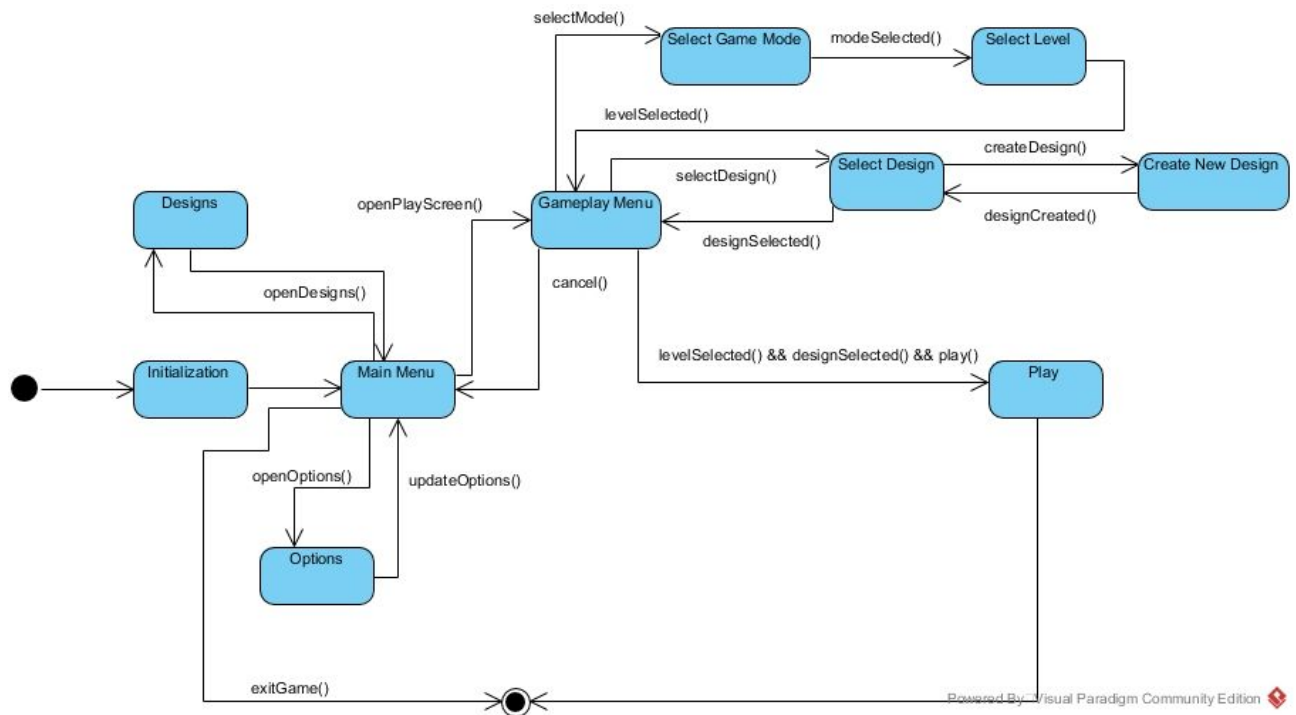 selectMode()
Select Game Mode
modeSelected()
Select Level
levelSelected()
selectDesign()
Select Design
createDesign()
Create New Design
designCreated()
Designs
openPlayScreen()
Gameplay Menu
designSelected()
openDesigns()
cancel()
levelSelected() && designSelected() && play()
Initialization
Main Menu
Play
openOptions()
updateOptions()
Options
exitGame()
Powered By Visual Paradigm Community Edition